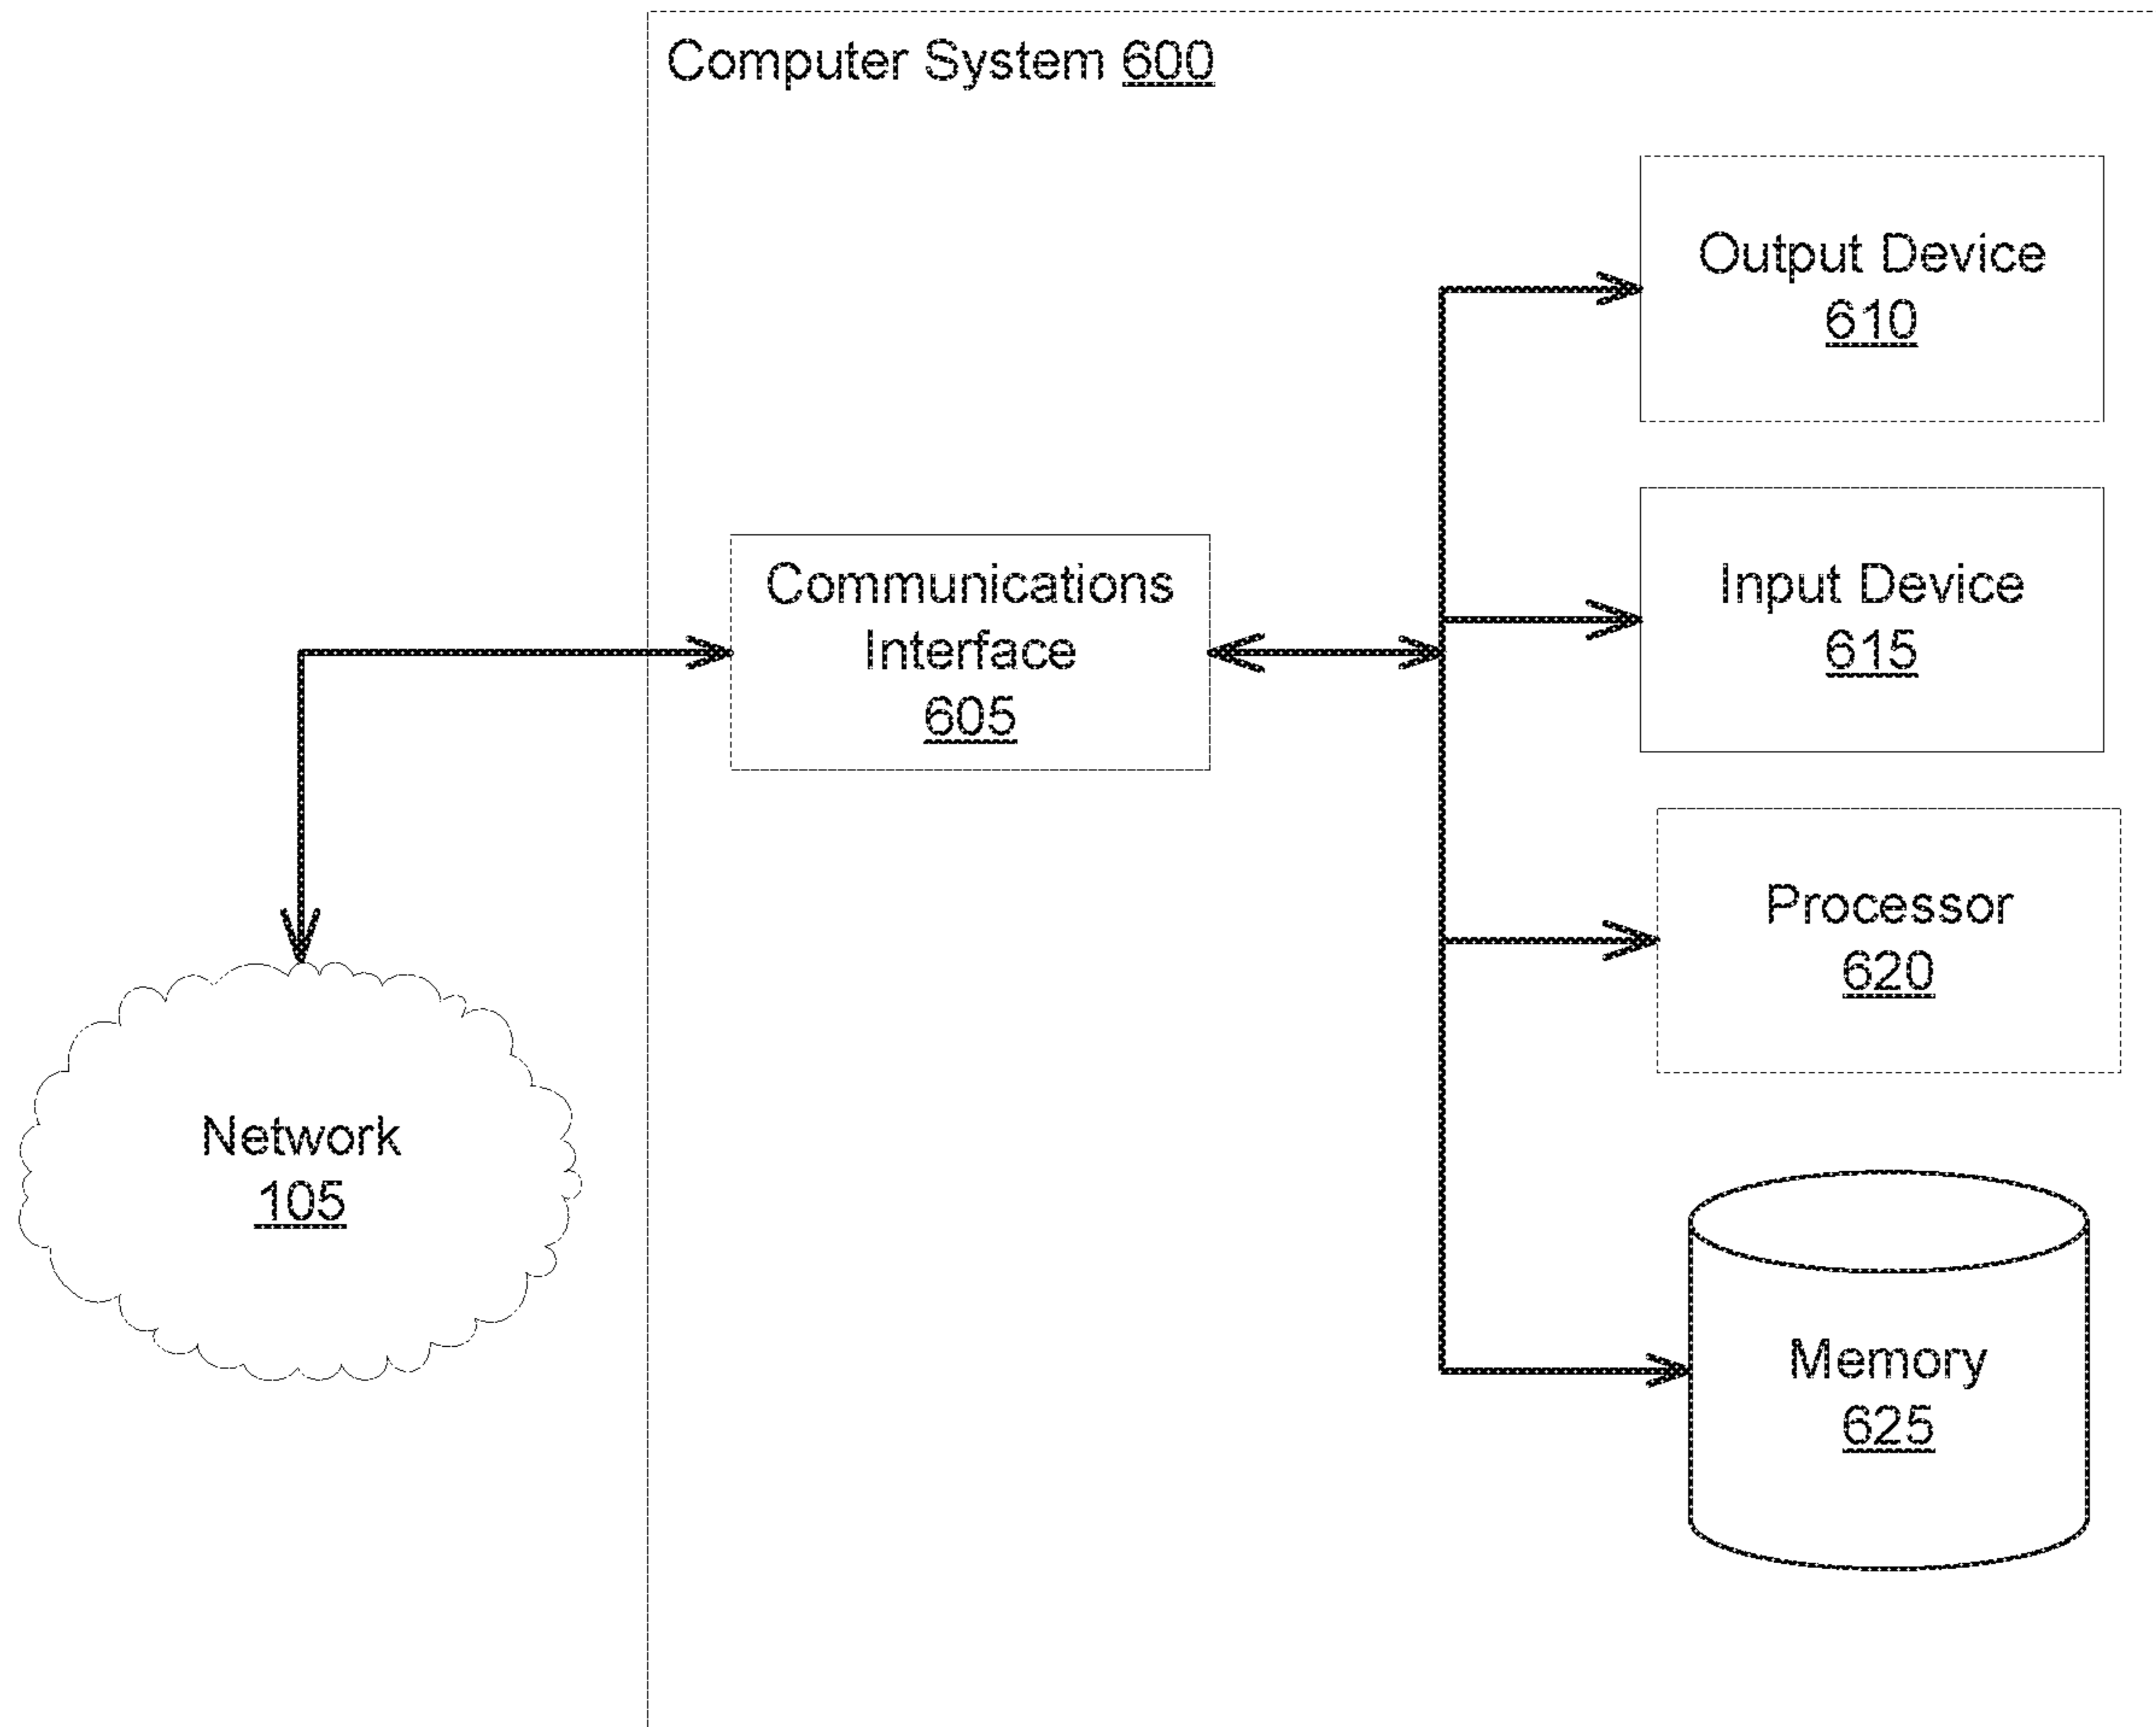 Computer System 600
Output Device
610
Communications
Interface
605
Input Device
615
Processor
620
Network
105
Memory
625